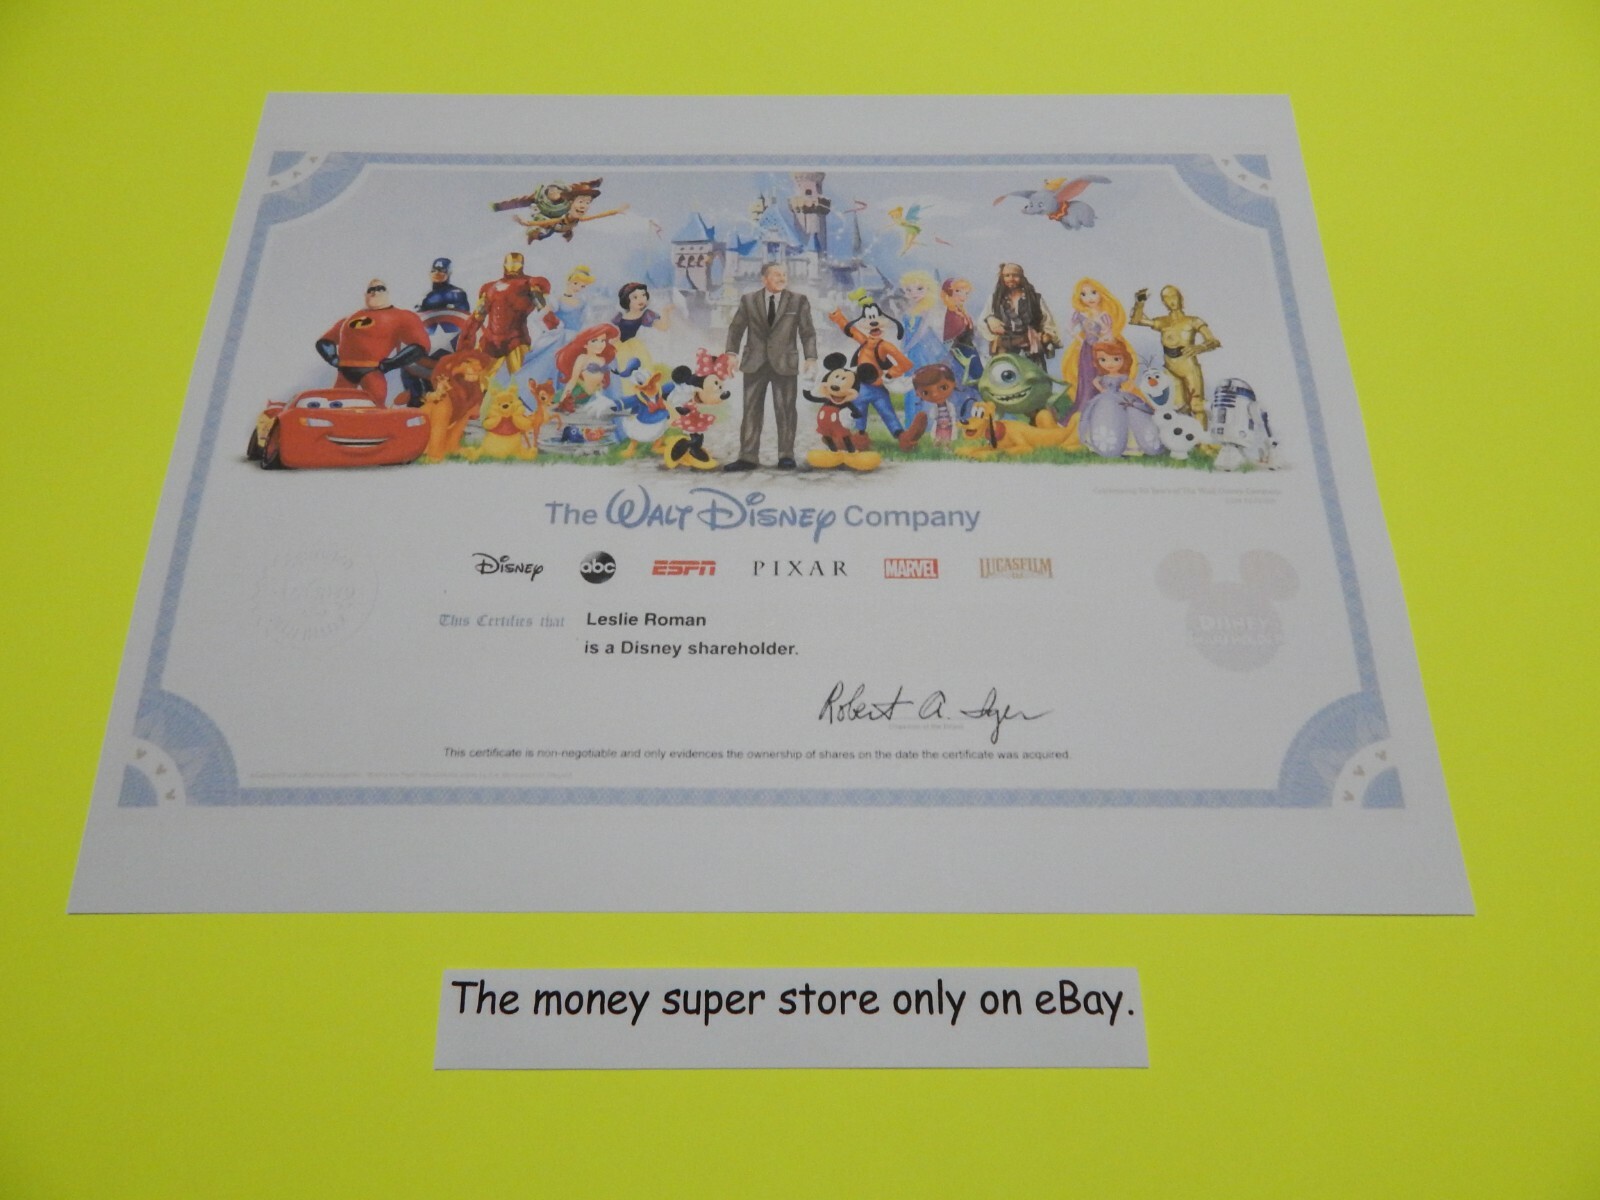 The WALT DISNEY Company
DISNEY abc ESPN PIXAR MARVEL LUCASFILM
This Certifies that Leslie Roman
is a Disney shareholder.
Robert A. Iger
This certificate is non-negotiable and only evidences the ownership of shares on the date the certificate was acquired.
The money super store only on eBay.